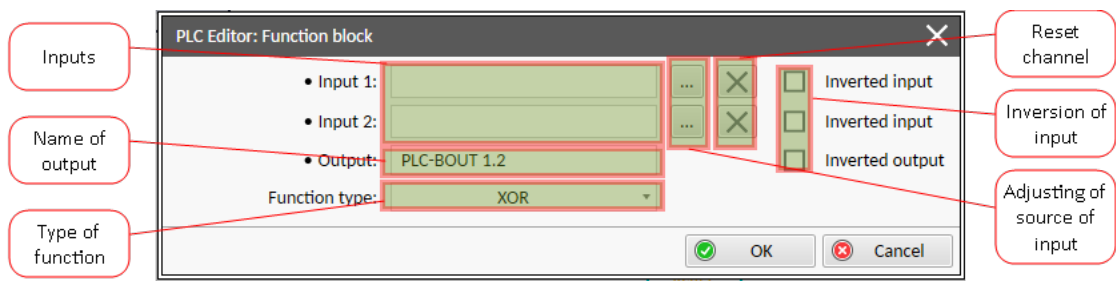 PLC Editor: Function block
Inputs
Name of
output
Type of
function
• Input 1:
...
Inverted input
• Input 2:
...
Inverted input
• Output: PLC-BOUT 1.2
Inverted output
Function type: XOR
OK
Cancel
Reset
channel
Inversion of
input
Adjusting of
source of
input